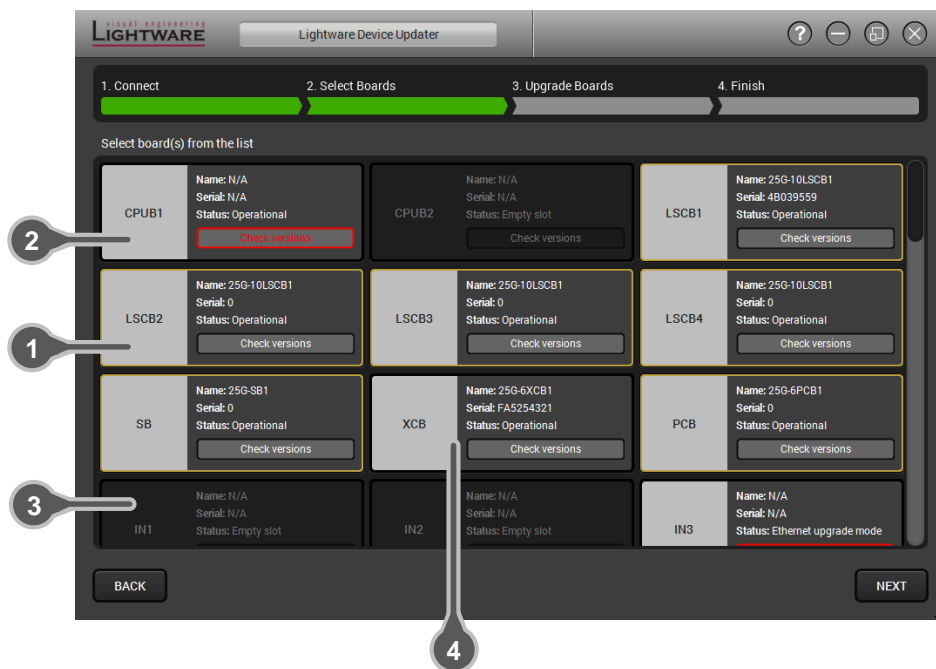 visual engineering
LIGHTWARE
Lightware Device Updater
?
1. Connect
2. Select Boards
3. Upgrade Boards
4. Finish
Select board(s) from the list
CPUB1
Name: N/A
Serial: N/A
Status: Operational
Check versions
CPUB2
Name: N/A
Serial: N/A
Status: Empty slot
Check versions
LSCB1
Name: 25G-10LSCB1
Serial: 4B039559
Status: Operational
Check versions
2
LSCB2
Name: 25G-10LSCB1
Serial: 0
Status: Operational
Check versions
LSCB3
Name: 25G-10LSCB1
Serial: 0
Status: Operational
Check versions
LSCB4
Name: 25G-10LSCB1
Serial: 0
Status: Operational
Check versions
1
SB
Name: 25G-SB1
Serial: 0
Status: Operational
Check versions
XCB
Name: 25G-6XCB1
Serial: FA5254321
Status: Operational
Check versions
PCB
Name: 25G-6PCB1
Serial: 0
Status: Operational
Check versions
3
IN1
Name: N/A
Serial: N/A
Status: Empty slot
IN2
Name: N/A
Serial: N/A
Status: Empty slot
IN3
Name: N/A
Serial: N/A
Status: Ethernet upgrade mode
BACK
NEXT
4